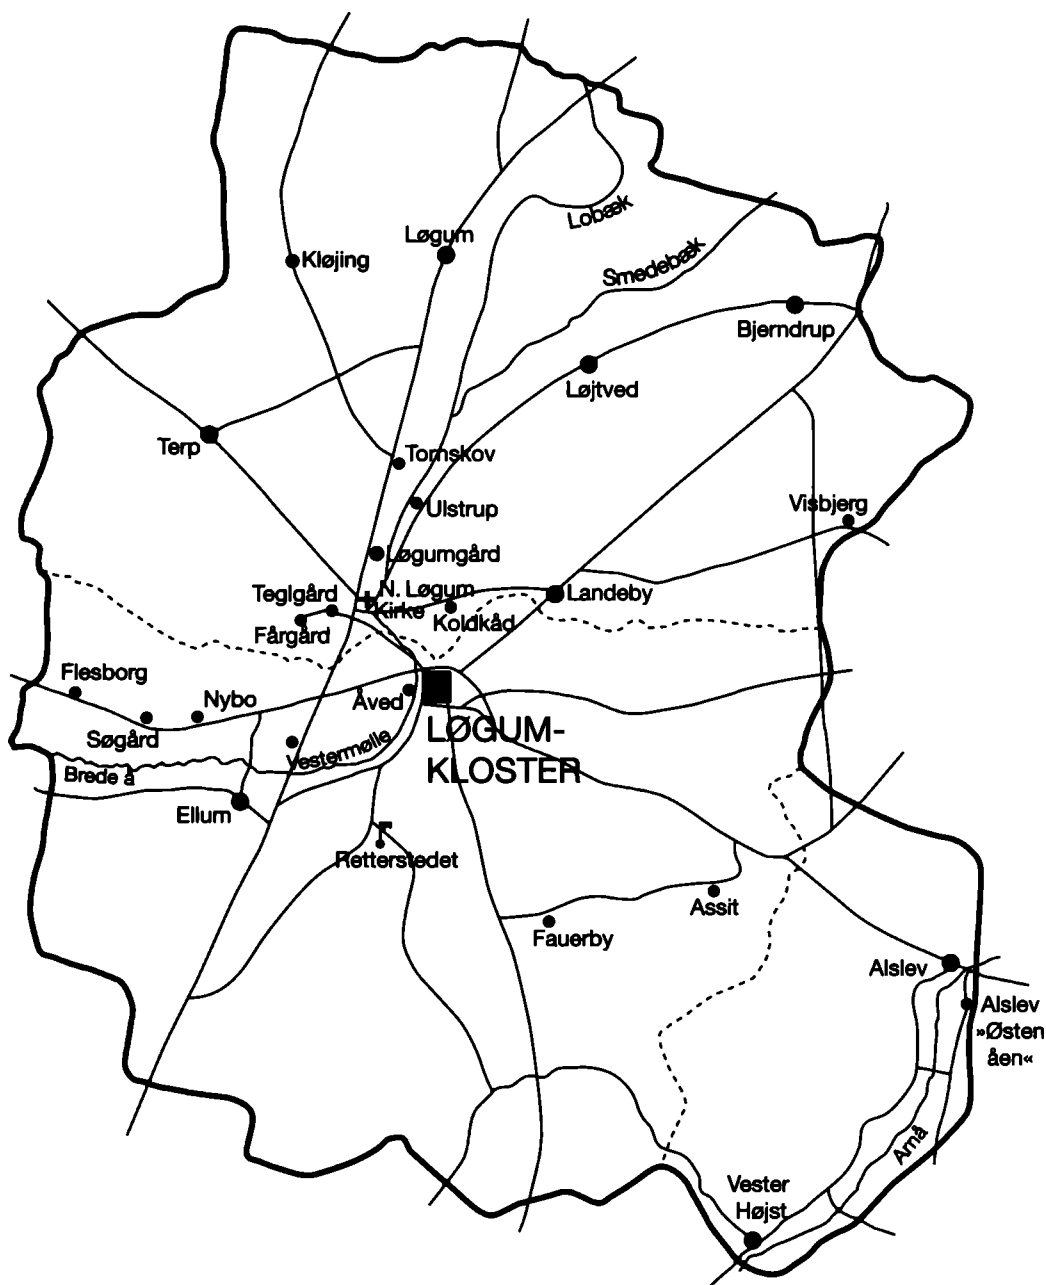 Lobæk
Løgum
Kløjing
Smedebæk
Bjerndrup
Løjtved
Terp
Tornskov
Ulstrup
Visbjerg
Løgumgård
N. Løgum
Kirke
Teglgård
Landeby
Fårgård
Koldkåd
Flesborg
Nybo
Åved
Søgård
Vestermølle
LØGUM-
KLOSTER
Brede å
Ellum
Retterstedet
Assit
Fauerby
Alslev
Alslev
»Østen
åen«
Arnå
Vester
Højst